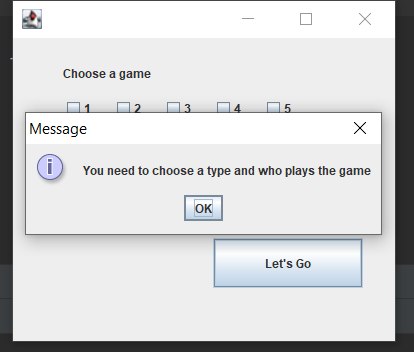 Choose a game
1 2 3 4 5
Message
You need to choose a type and who plays the game
OK
Let's Go